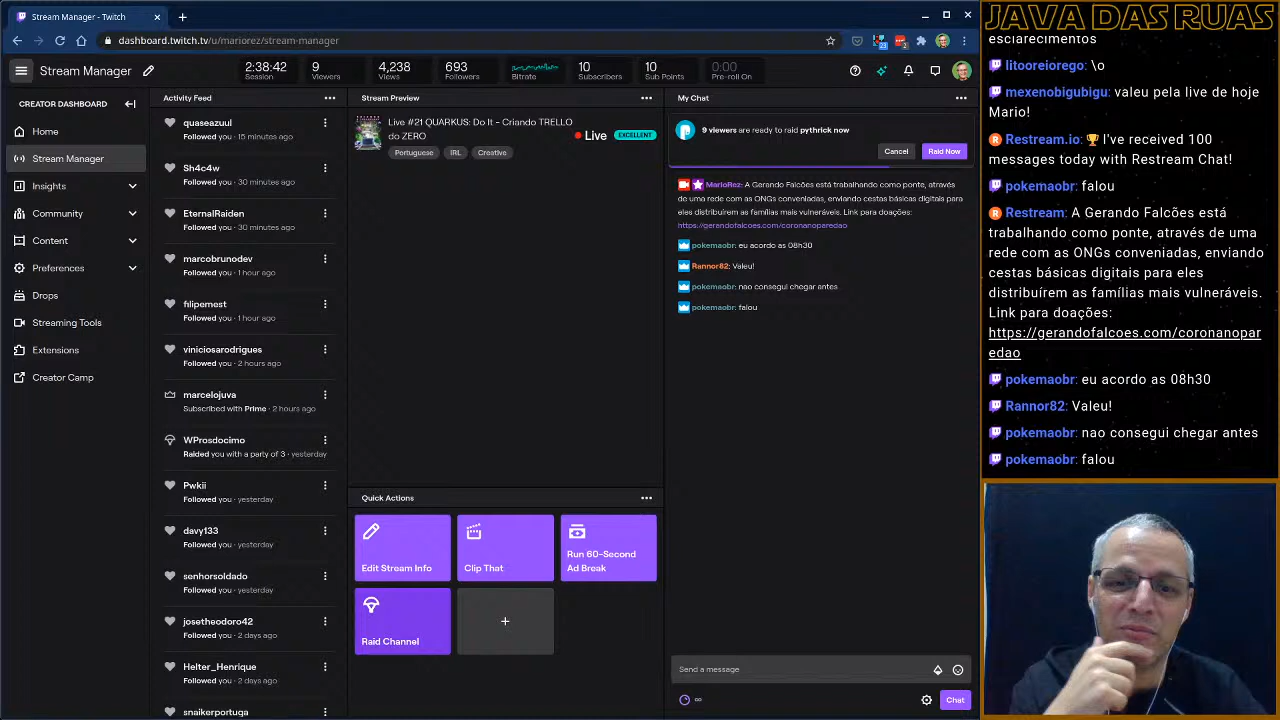 Stream Manager - Twitch
dashboard.twitch.tv/u/mariorez/stream-manager
Stream Manager
2:38:42
Session
9
Viewers
4,238
Views
693
Followers
Bitrate
10
Subscribers
10
Sub Points
0:00
Pre-roll On
CREATOR DASHBOARD
Home
Stream Manager
Insights
Community
Content
Preferences
Drops
Streaming Tools
Extensions
Creator Camp
Activity Feed
quaseazuul
Followed you · 15 minutes ago
Sh4c4w
Followed you · 30 minutes ago
EternalRaiden
Followed you · 30 minutes ago
marcobrunodev
Followed you · 1 hour ago
filipemest
Followed you · 1 hour ago
viniciosarodrigues
Followed you · 2 hours ago
marcelojuva
Subscribed with Prime · 2 hours ago
WProsdocimo
Raided you with a party of 3 · yesterday
Pwkii
Followed you · yesterday
davy133
Followed you · yesterday
senhorsoldado
Followed you · yesterday
josetheodoro42
Followed you · 2 days ago
Helter_Henrique
Followed you · 2 days ago
snaikerportuga
Stream Preview
Live #21 QUARKUS: Do It - Criando TRELLO
do ZERO
Live
EXCELLENT
Portuguese
IRL
Creative
Quick Actions
Edit Stream Info
Clip That
Run 60-Second
Ad Break
Raid Channel
My Chat
9 viewers are ready to raid pythrick now
Cancel
Raid Now
MarioRez: A Gerando Falcões está trabalhando como ponte, através
de uma rede com as ONGs conveniadas, enviando cestas básicas digitais para
eles distribuírem as famílias mais vulneráveis. Link para doações:
https://gerandofalcoes.com/coronanoparedao
pokemaobr: eu acordo as 08h30
Rannor82: Valeu!
pokemaobr: nao consegui chegar antes
pokemaobr: falou
Send a message
Chat
JAVA DAS RUAS
esclarecimentos
litooreiorego: \o
mexenobigubigu: valeu pela live de hoje
Mario!
Restream.io: 🏆 I've received 100
messages today with Restream Chat!
pokemaobr: falou
Restream: A Gerando Falcões está
trabalhando como ponte, através de uma
rede com as ONGs conveniadas, enviando
cestas básicas digitais para eles
distribuírem as famílias mais vulneráveis.
Link para doações:
https://gerandofalcoes.com/coronanopar
edao
pokemaobr: eu acordo as 08h30
Rannor82: Valeu!
pokemaobr: nao consegui chegar antes
pokemaobr: falou